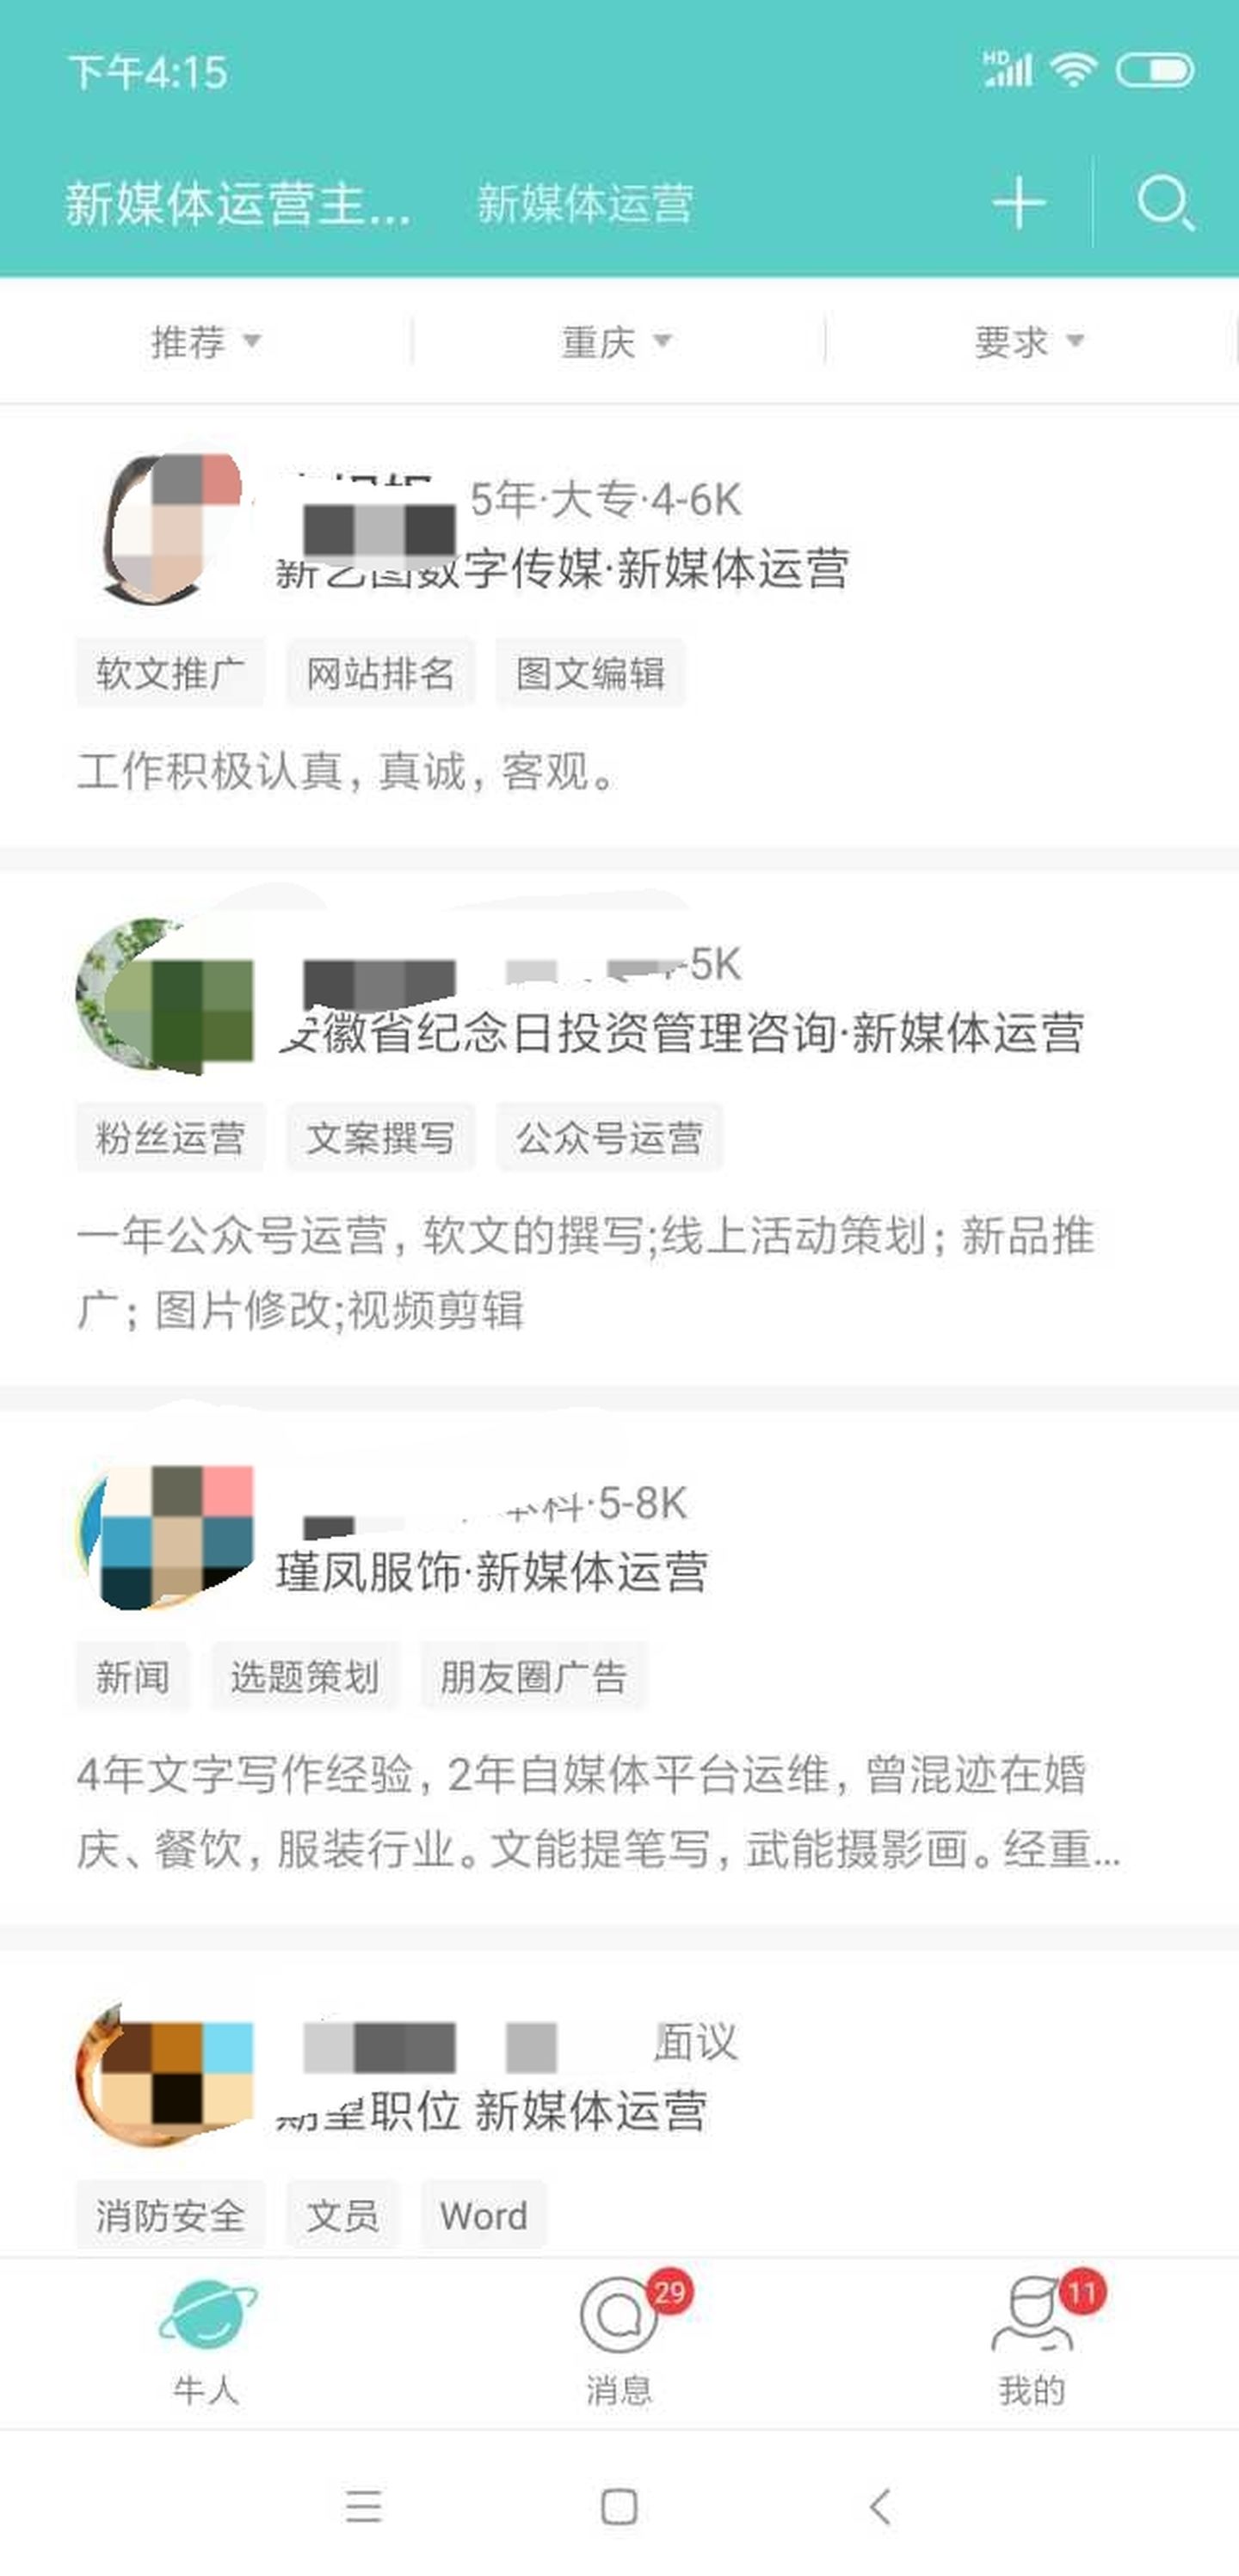 下午4:15
HD
新媒体运营主... 新媒体运营
推荐 重庆 要求
5年·大专·4-6K
新艺图数字传媒·新媒体运营
软文推广 网站排名 图文编辑
工作积极认真,真诚,客观。
-5K
安徽省纪念日投资管理咨询·新媒体运营
粉丝运营 文案撰写 公众号运营
一年公众号运营,软文的撰写;线上活动策划;新品推
广;图片修改;视频剪辑
本科·5-8K
瑾凤服饰·新媒体运营
新闻 选题策划 朋友圈广告
4年文字写作经验,2年自媒体平台运维,曾混迹在婚
庆、餐饮,服装行业。文能提笔写,武能摄影画。经重...
面议
期望职位 新媒体运营
消防安全 文员 Word
29 11
牛人 消息 我的